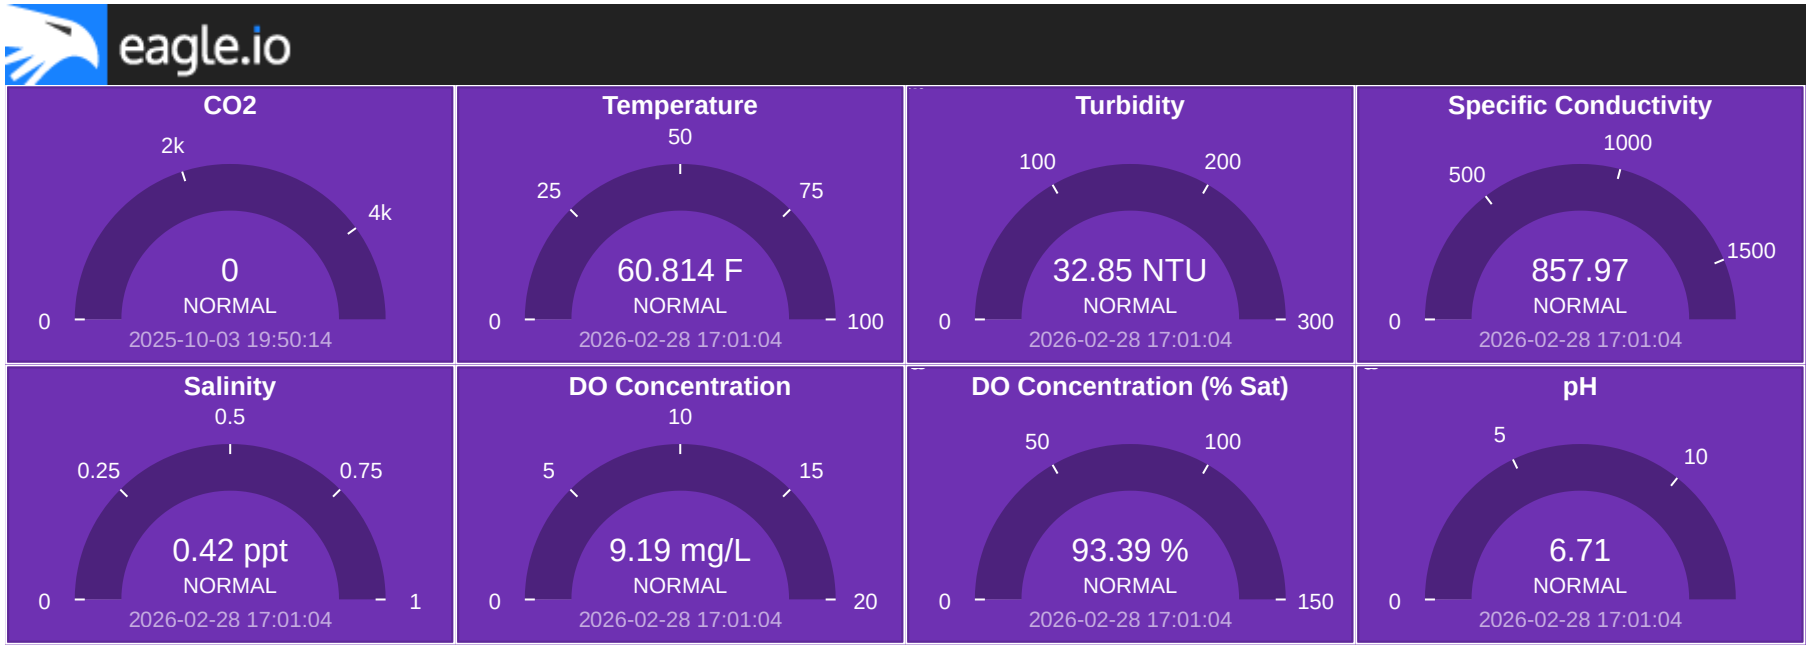 eagle.io
CO2
2k
4k
0
0
NORMAL
2025-10-03 19:50:14
Temperature
50
25
75
60.814 F
NORMAL
0
100
2026-02-28 17:01:04
Turbidity
100
200
32.85 NTU
NORMAL
0
300
2026-02-28 17:01:04
Specific Conductivity
1000
500
1500
857.97
NORMAL
0
2026-02-28 17:01:04
Salinity
0.5
0.25
0.75
0.42 ppt
NORMAL
0
1
2026-02-28 17:01:04
DO Concentration
10
5
15
9.19 mg/L
NORMAL
0
20
2026-02-28 17:01:04
DO Concentration (% Sat)
50
100
93.39 %
NORMAL
0
150
2026-02-28 17:01:04
pH
5
10
6.71
NORMAL
0
2026-02-28 17:01:04